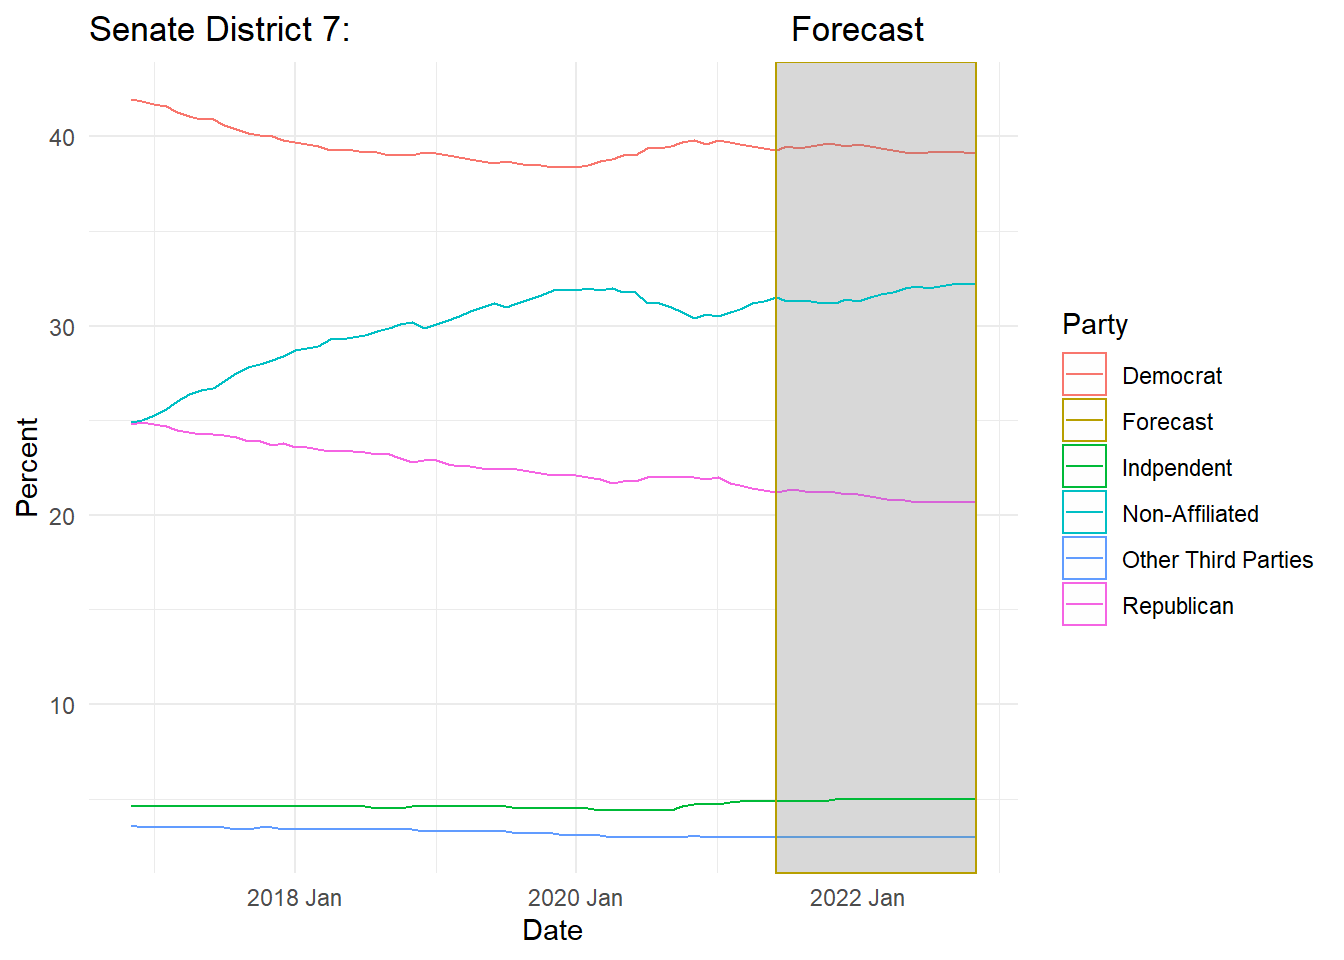 Senate District 7:
Forecast
40
30
20
10
Percent
2018 Jan
2020 Jan
2022 Jan
Date
Party
Democrat
Forecast
Indpendent
Non-Affiliated
Other Third Parties
Republican